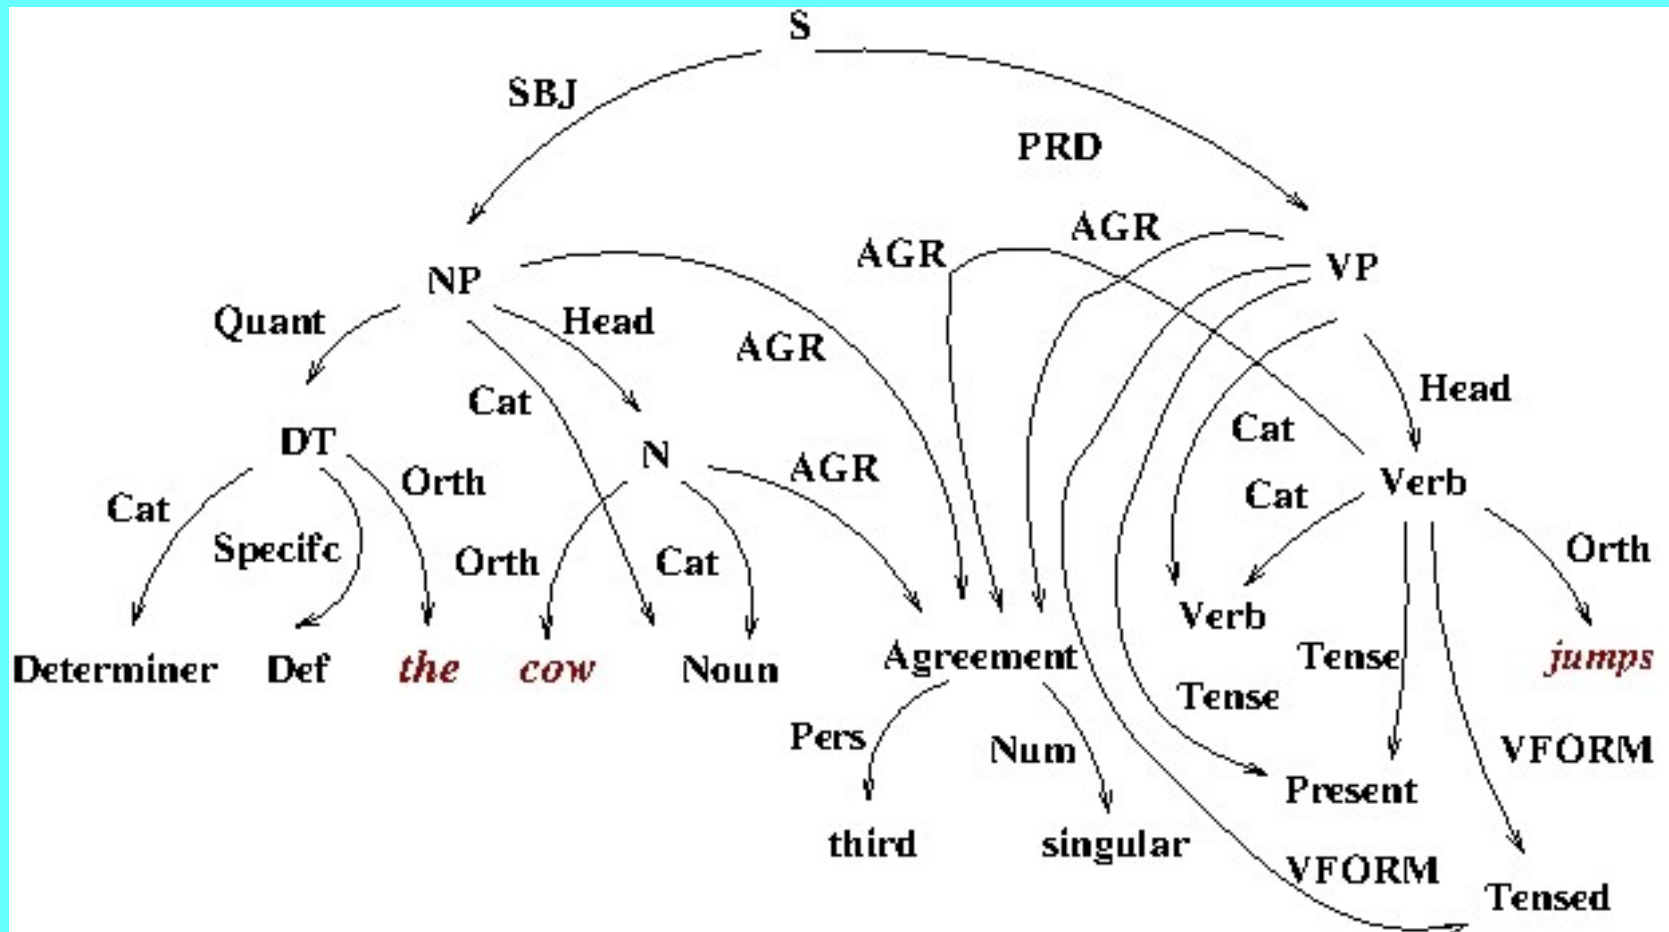 S
SBJ
PRD
AGR
AGR
NP
VP
Quant
Head
AGR
Cat
Head
DT
N
AGR
Cat
Orth
Cat
Verb
Cat
Specifc
Orth
Cat
Orth
Verb
Determiner
Def
the
cow
Noun
Agreement
Tense
jumps
Tense
Pers
Num
VFORM
Present
third
singular
VFORM
Tensed